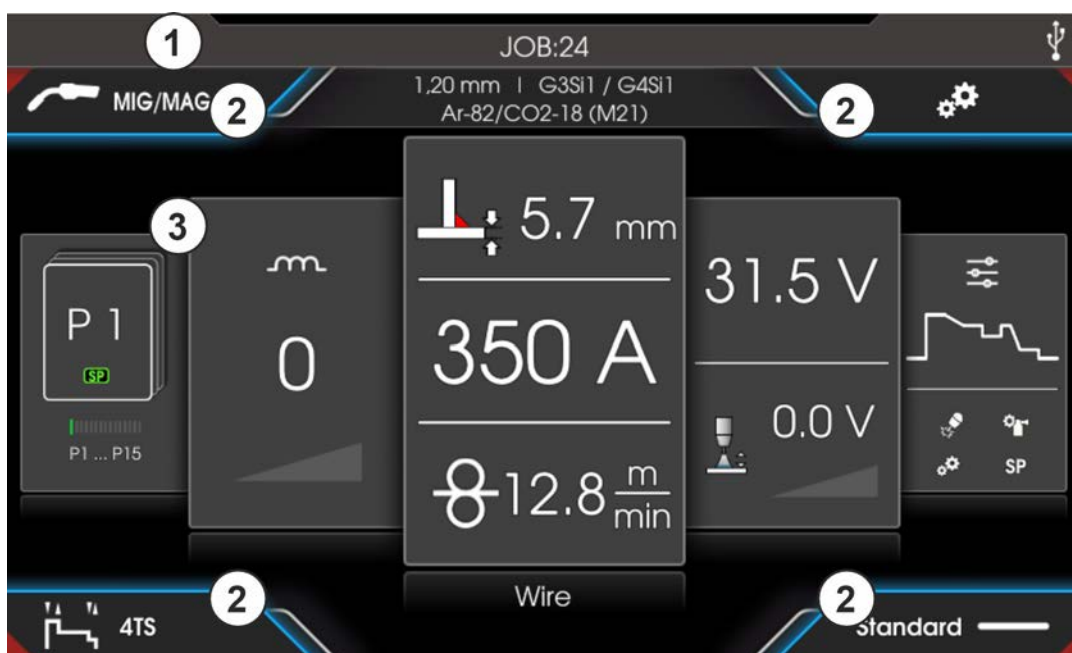 1
JOB:24
MIG/MAG
2
1,20 mm | G3Si1 / G4Si1
Ar-82/CO2-18 (M21)
2
3
P 1
SP
P1 ... P15
0
5.7 mm
350 A
12.8 m/min
31.5 V
0.0 V
SP
Wire
4TS
2
2
Standard